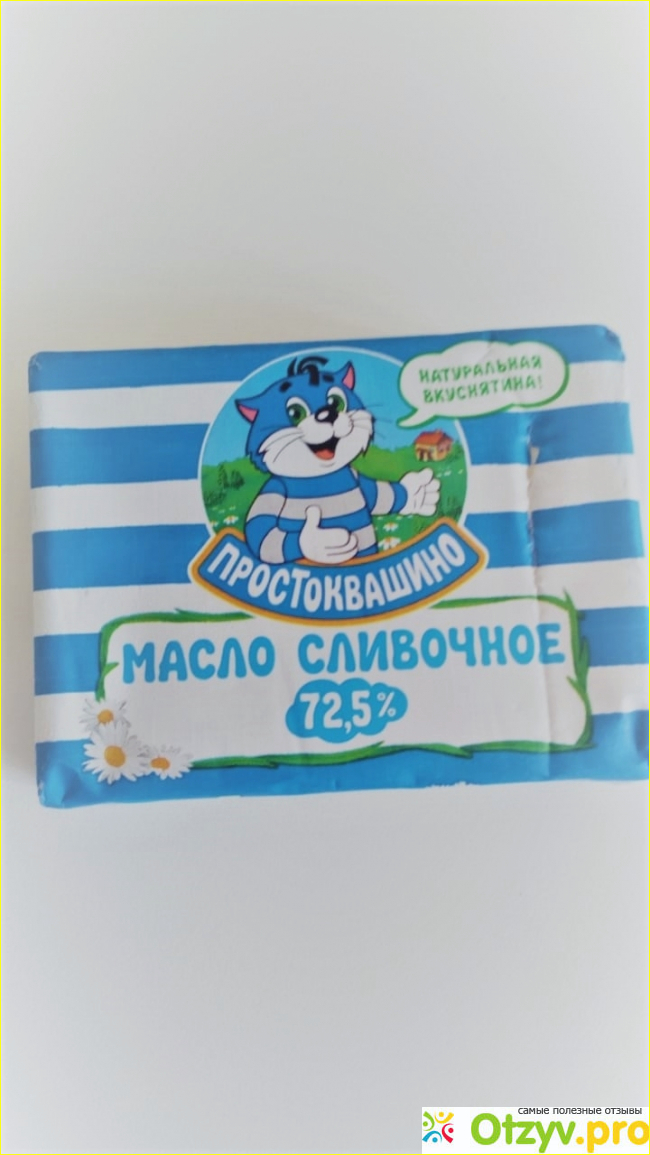 НАТУРАЛЬНАЯ
ВКУСНЯТИНА!
ПРОСТОКВАШИНО
МАСЛО СЛИВОЧНОЕ
72,5%
самые полезные отзывы
Otzyv.pro